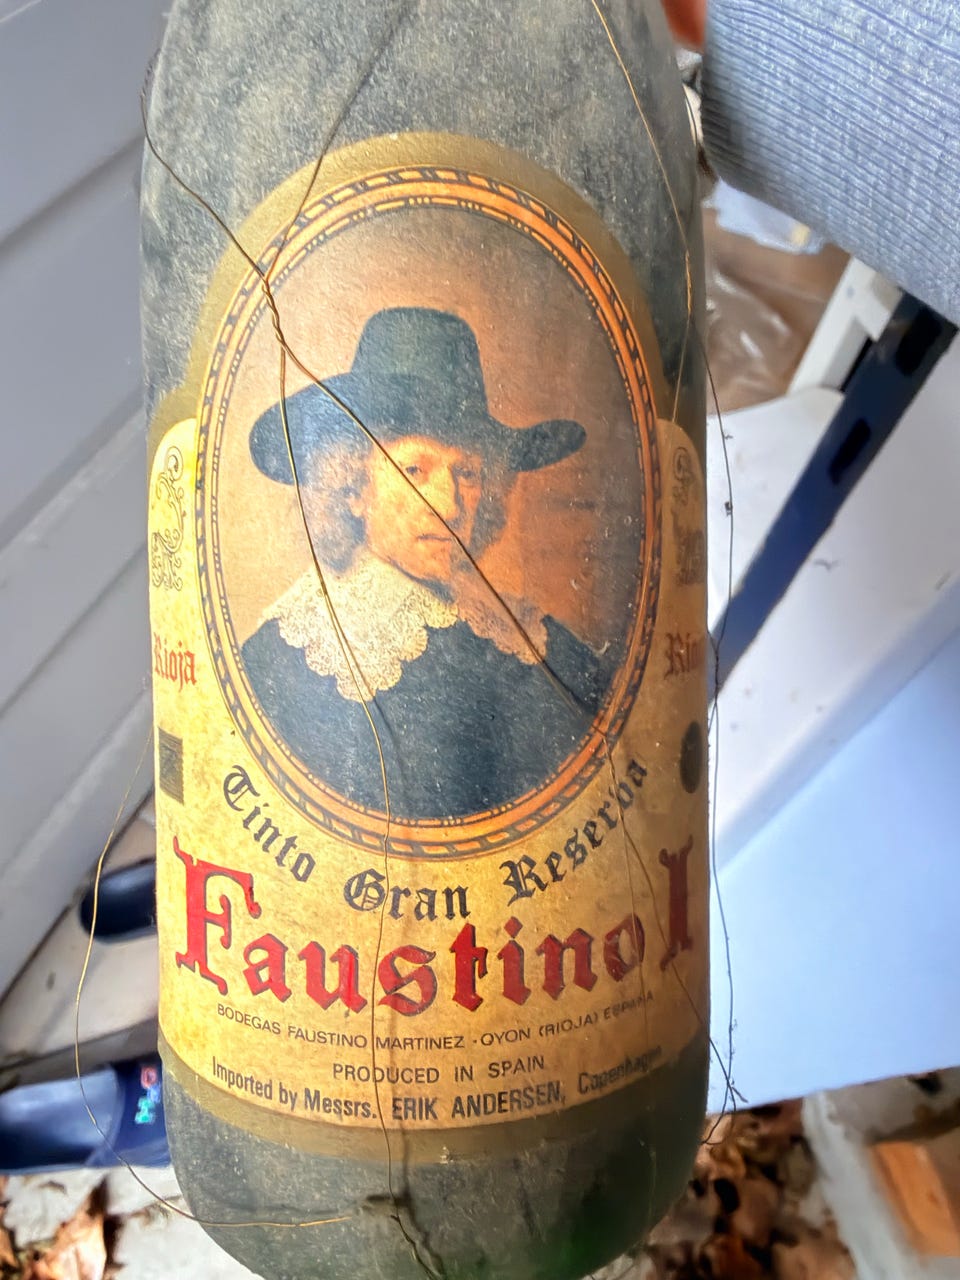 Rioja
Tinto Gran Reserva
Faustino I
BODEGAS FAUSTINO MARTINEZ - OYON (RIOJA) ESPAÑA
PRODUCED IN SPAIN
Imported by Messrs. ERIK ANDERSEN, Copenhagen